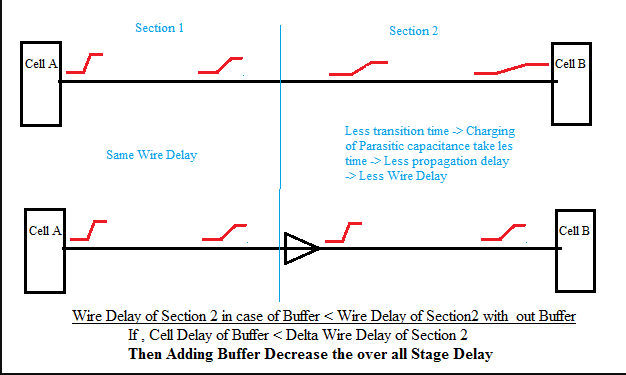 Section 1
Section 2
Cell A
Cell B
Less transition time -> Charging
of Parasitic capacitance take les
time -> Less propagation delay
-> Less Wire Delay
Same Wire Delay
Cell A
Cell B
Wire Delay of Section 2 in case of Buffer < Wire Delay of Section2 with out Buffer
If , Cell Delay of Buffer < Delta Wire Delay of Section 2
Then Adding Buffer Decrease the over all Stage Delay